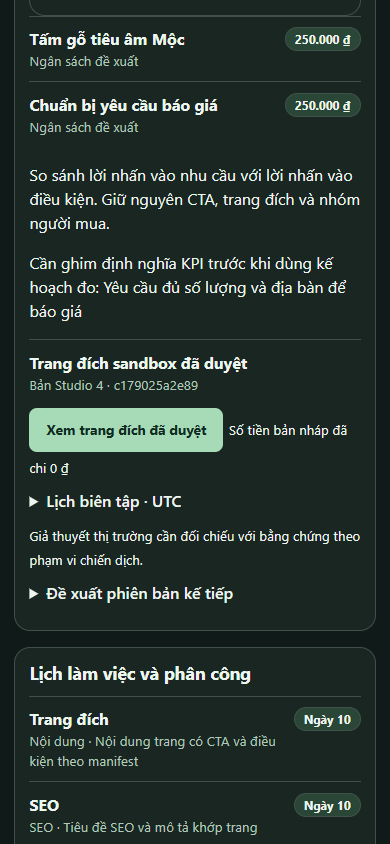 Tấm gỗ tiêu âm Mộc
250.000 ₫
Ngân sách đề xuất
Chuẩn bị yêu cầu báo giá
250.000 ₫
Ngân sách đề xuất
So sánh lời nhấn vào nhu cầu với lời nhấn vào
điều kiện. Giữ nguyên CTA, trang đích và nhóm
người mua.
Cần ghim định nghĩa KPI trước khi dùng kế
hoạch đo: Yêu cầu đủ số lượng và địa bàn để
báo giá
Trang đích sandbox đã duyệt
Bản Studio 4 · c179025a2e89
Xem trang đích đã duyệt
Số tiền bản nháp đã
chi 0 ₫
Lịch biên tập · UTC
Giả thuyết thị trường cần đối chiếu với bằng chứng theo
phạm vi chiến dịch.
Đề xuất phiên bản kế tiếp
Lịch làm việc và phân công
Trang đích
Ngày 10
Nội dung · Nội dung trang có CTA và điều
kiện theo manifest
SEO
Ngày 10
SEO · Tiêu đề SEO và mô tả khớp trang